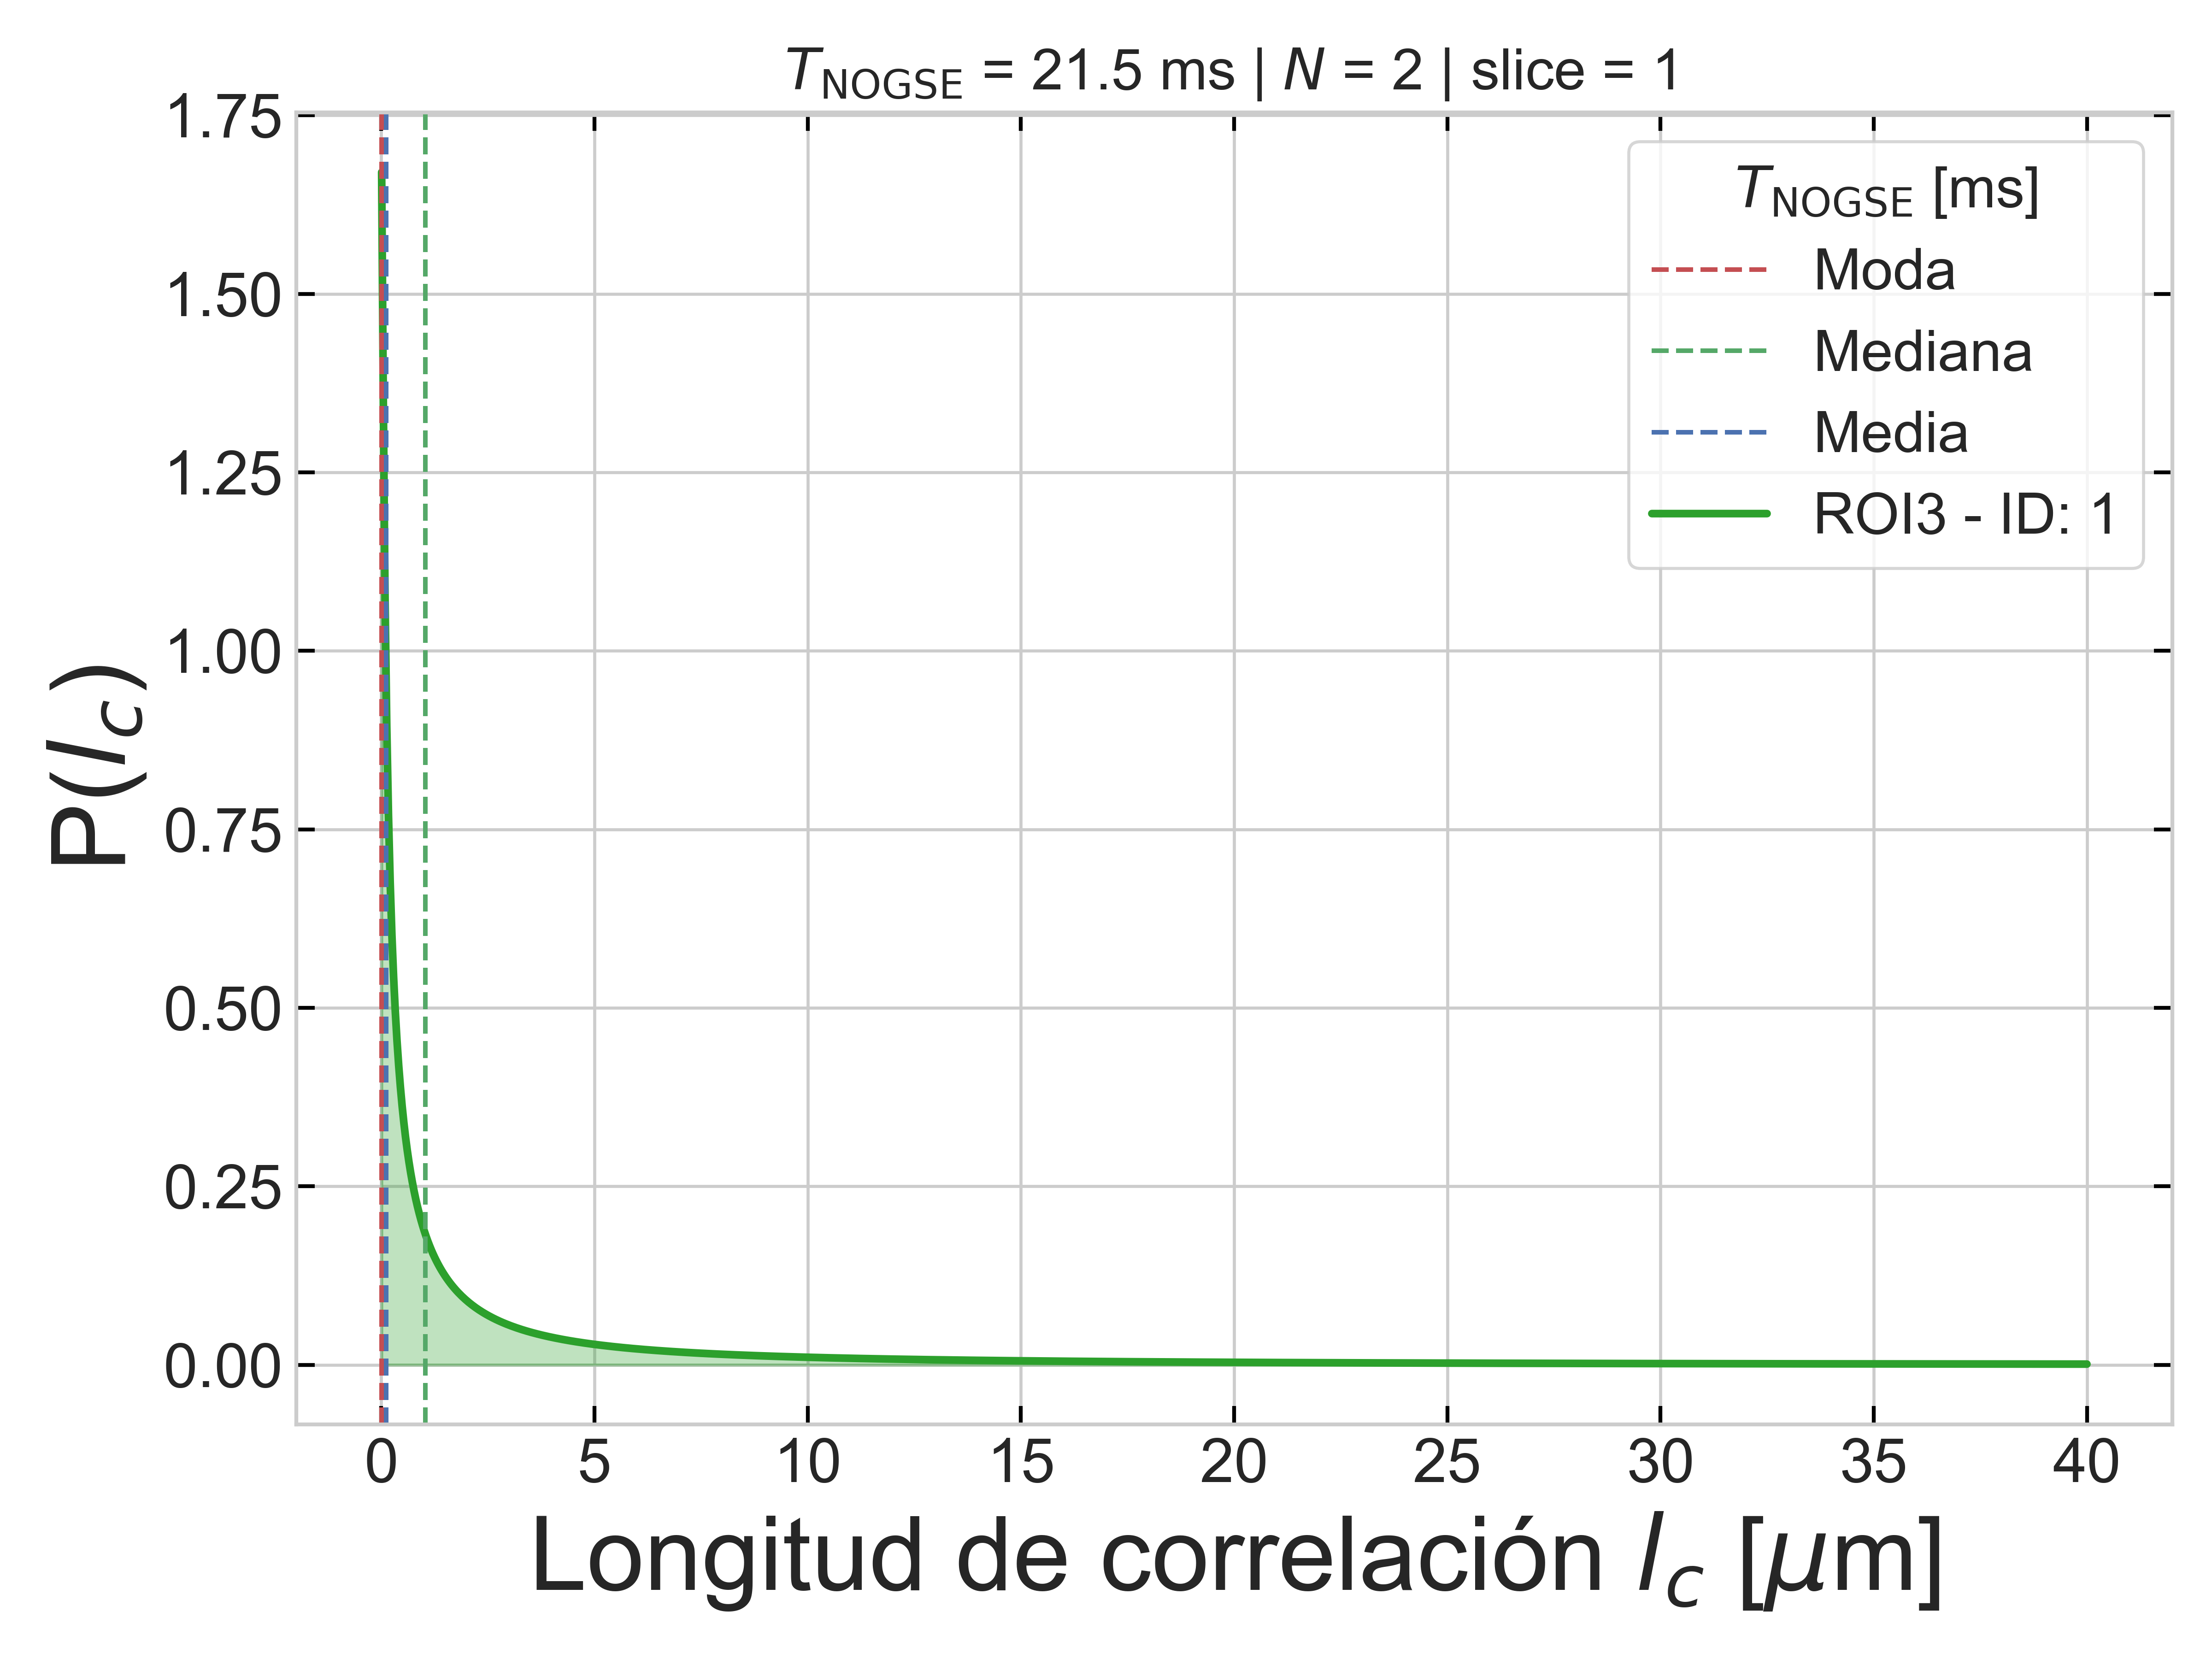 T_NOGSE = 21.5 ms | N = 2 | slice = 1
1.75
1.50
1.25
1.00
0.75
0.50
0.25
0.00
P(l_c)
T_NOGSE [ms]
Moda
Mediana
Media
ROI3 - ID: 1
0 5 10 15 20 25 30 35 40
Longitud de correlación l_c [μm]